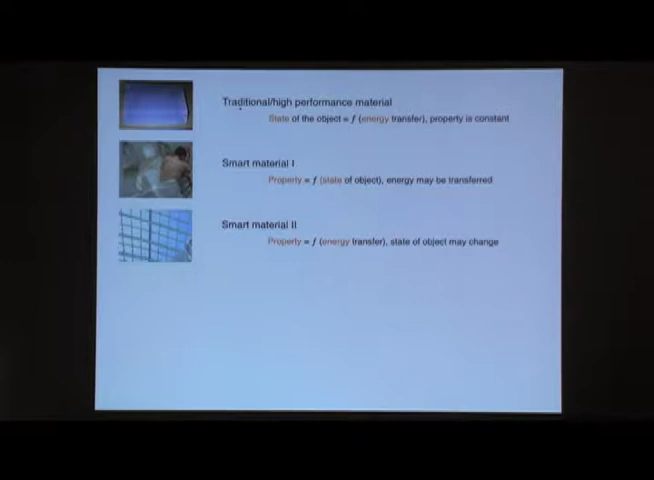 Traditional/high performance material
State of the object = ƒ (energy transfer), property is constant
Smart material I
Property = ƒ (state of object), energy may be transferred
Smart material II
Property = ƒ (energy transfer), state of object may change